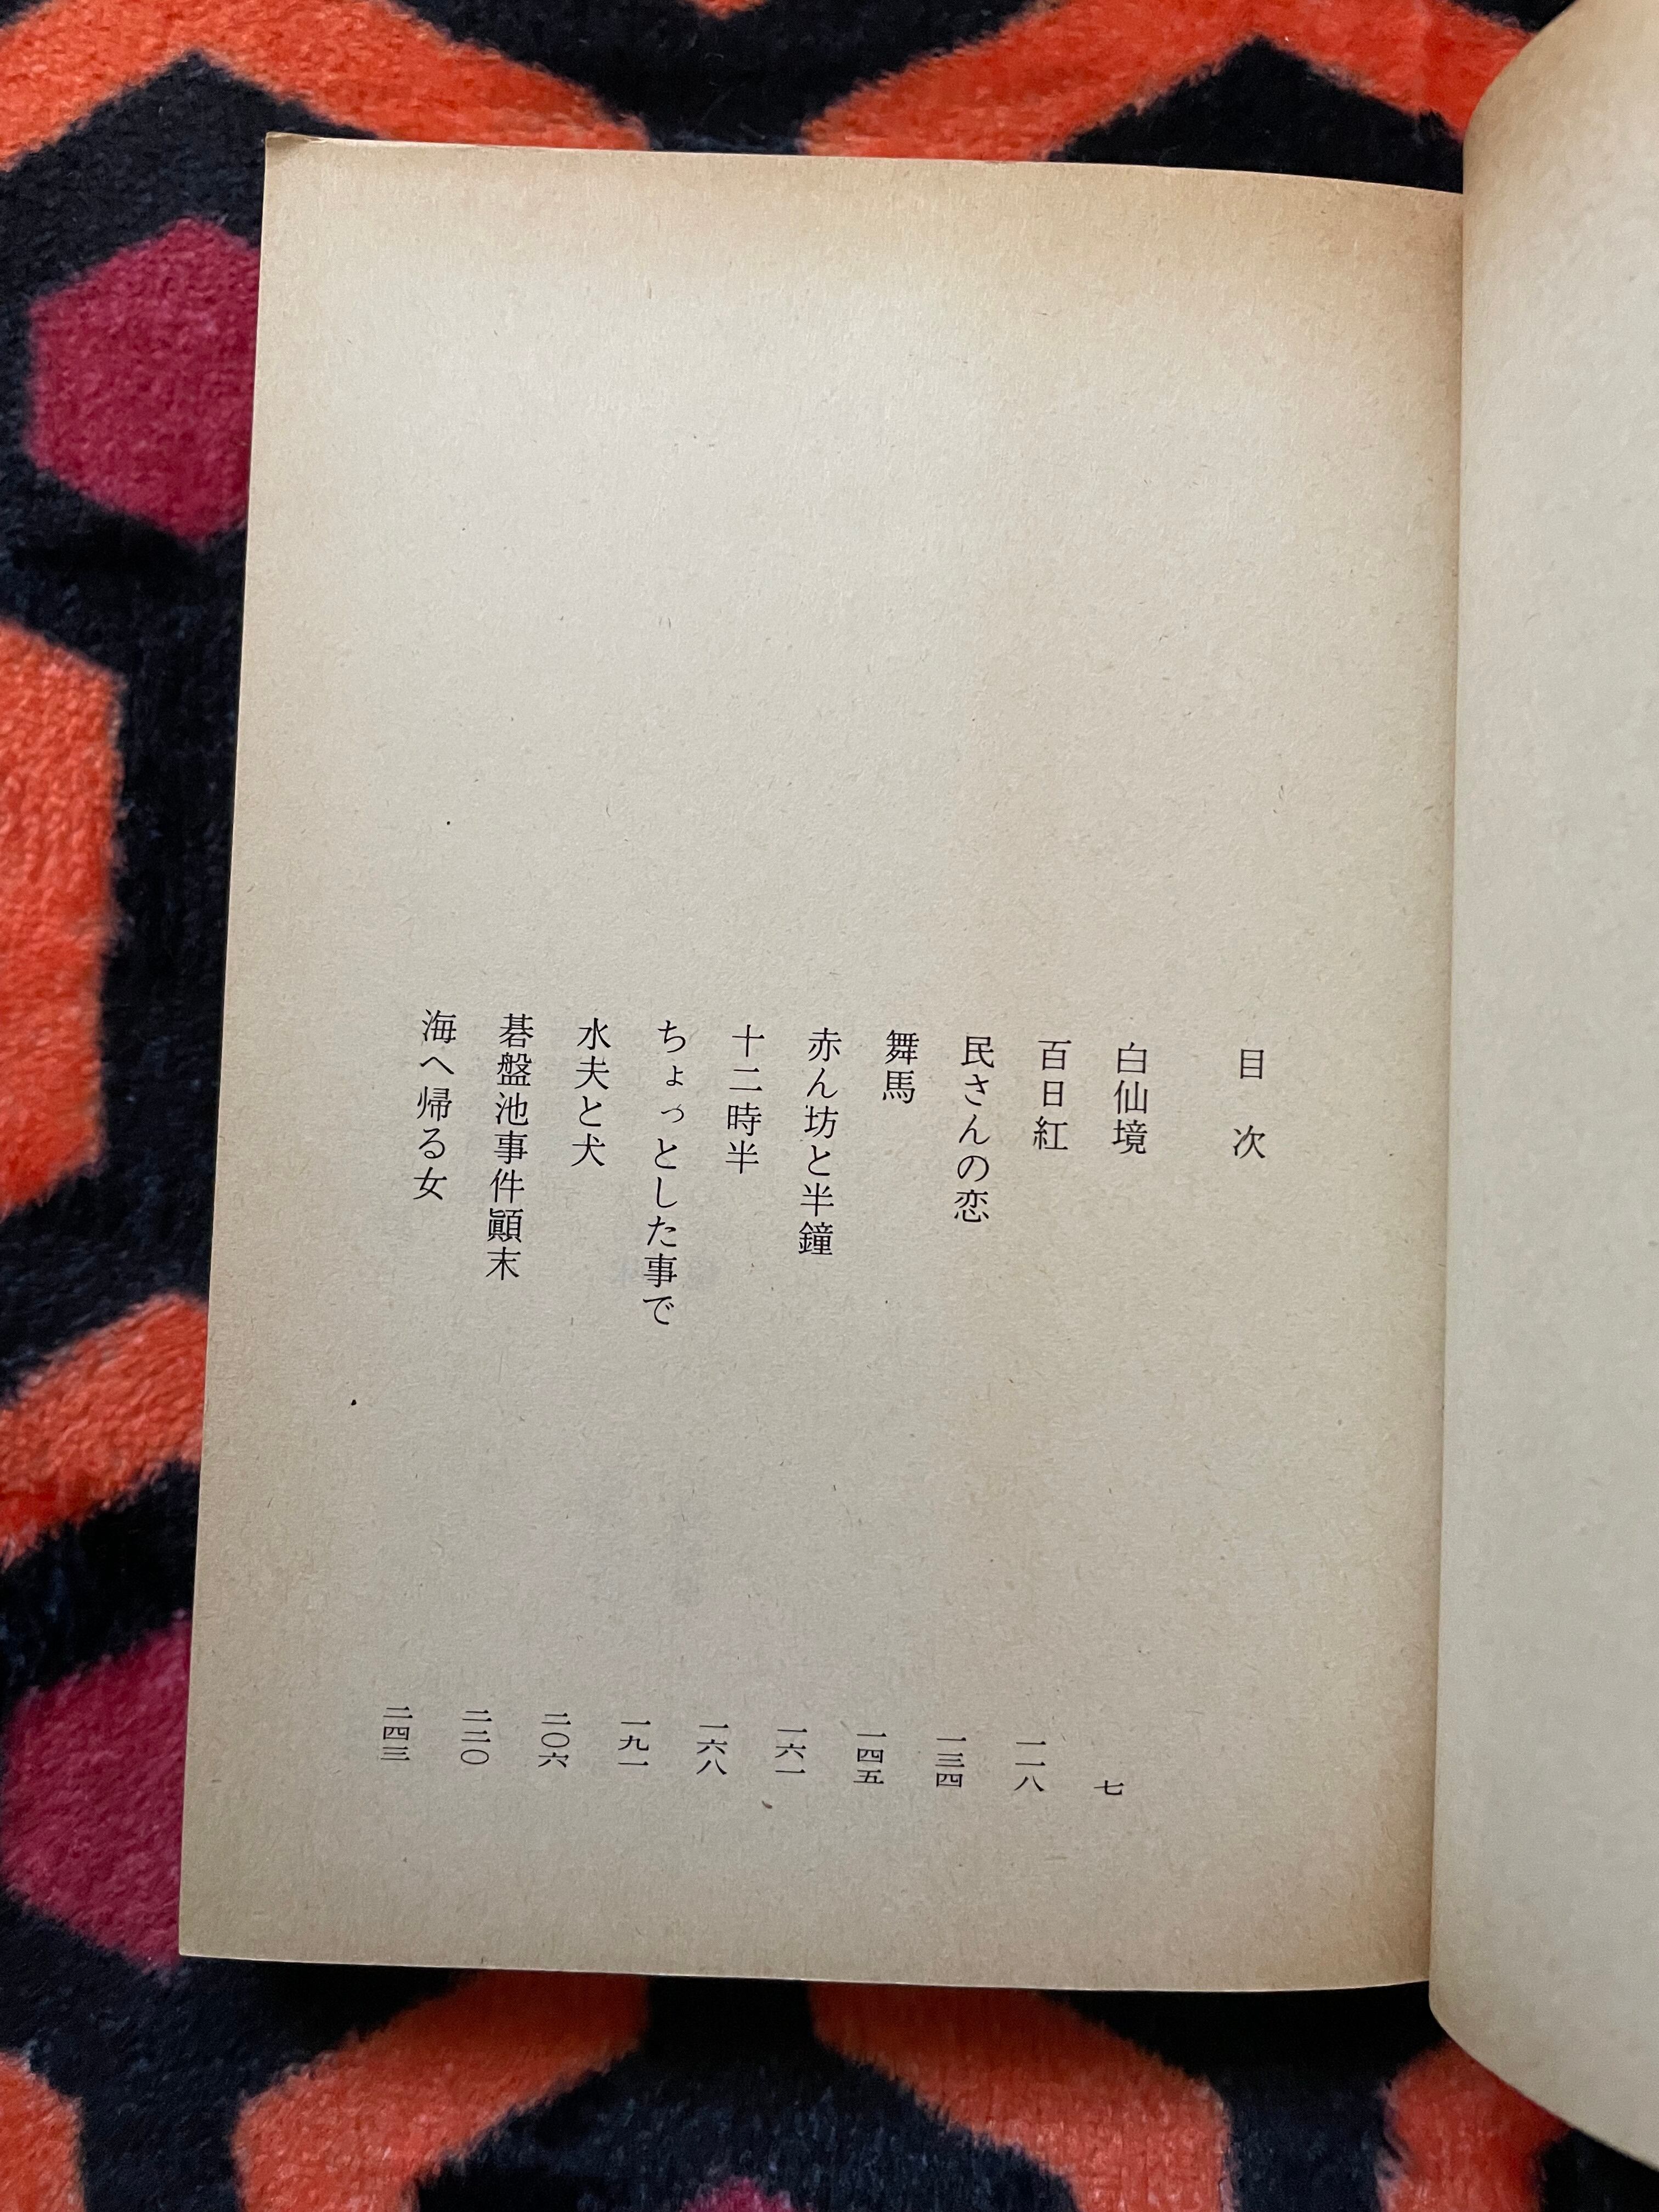 目次
白仙境 七
百日紅 一一八
民さんの恋 一三四
舞馬 一四五
赤ん坊と半鐘 一六一
十二時半 一六八
ちょっとした事で 一九一
水夫と犬 二〇六
碁盤池事件顚末 二二〇
海へ帰る女 二四三